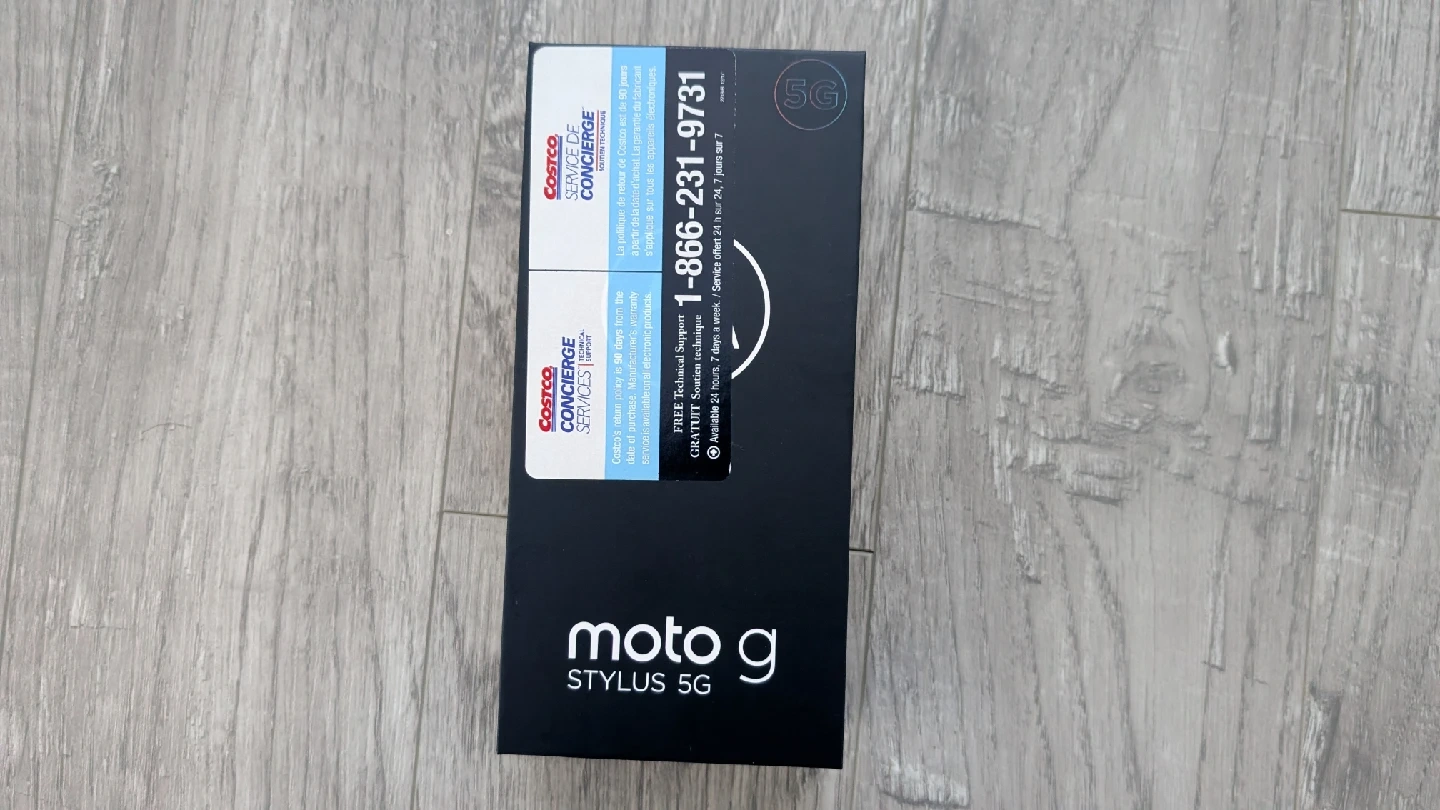 5G
COSTCO
CONCIERGE
SERVICES
TECHNICAL
SUPPORT
Costco's return policy is 90 days from the
date of purchase. Manufacturer's warranty
service is available on all electronic products.
COSTCO
SERVICE DE
CONCIERGE
SOUTIEN TECHNIQUE
La politique de retour de Costco est de 90 jours
à partir de la date d'achat. La garantie du fabricant
s'applique sur tous les appareils électroniques.
FREE Technical Support
GRATUIT Soutien technique
1-866-231-9731
Available 24 hours, 7 days a week. / Service offert 24 h sur 24, 7 jours sur 7
moto g
STYLUS 5G